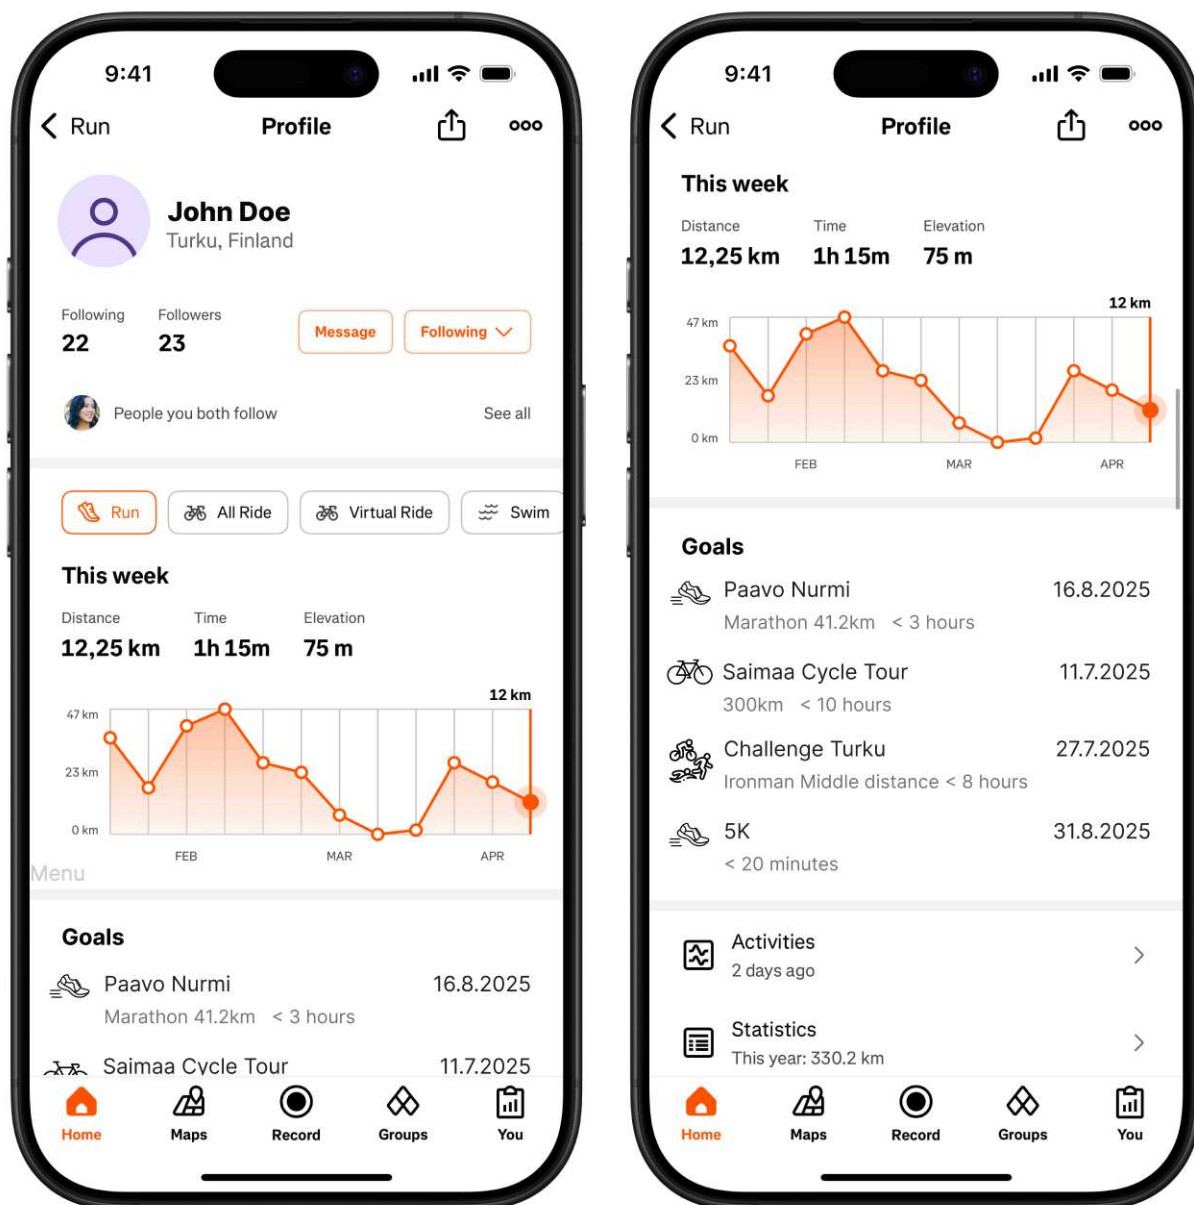 9:41
Run
Profile
John Doe
Turku, Finland
Following
Followers
22
23
Message
Following
People you both follow
See all
Run
All Ride
Virtual Ride
Swim
This week
Distance
Time
Elevation
12,25 km
1h 15m
75 m
12 km
47 km
23 km
0 km
FEB
MAR
APR
Menu
Goals
Paavo Nurmi
16.8.2025
Marathon 41.2km < 3 hours
Saimaa Cycle Tour
11.7.2025
Home
Maps
Record
Groups
You
9:41
Run
Profile
This week
Distance
Time
Elevation
12,25 km
1h 15m
75 m
12 km
47 km
23 km
0 km
FEB
MAR
APR
Goals
Paavo Nurmi
16.8.2025
Marathon 41.2km < 3 hours
Saimaa Cycle Tour
11.7.2025
300km < 10 hours
Challenge Turku
27.7.2025
Ironman Middle distance < 8 hours
5K
31.8.2025
< 20 minutes
Activities
2 days ago
Statistics
This year: 330.2 km
Home
Maps
Record
Groups
You